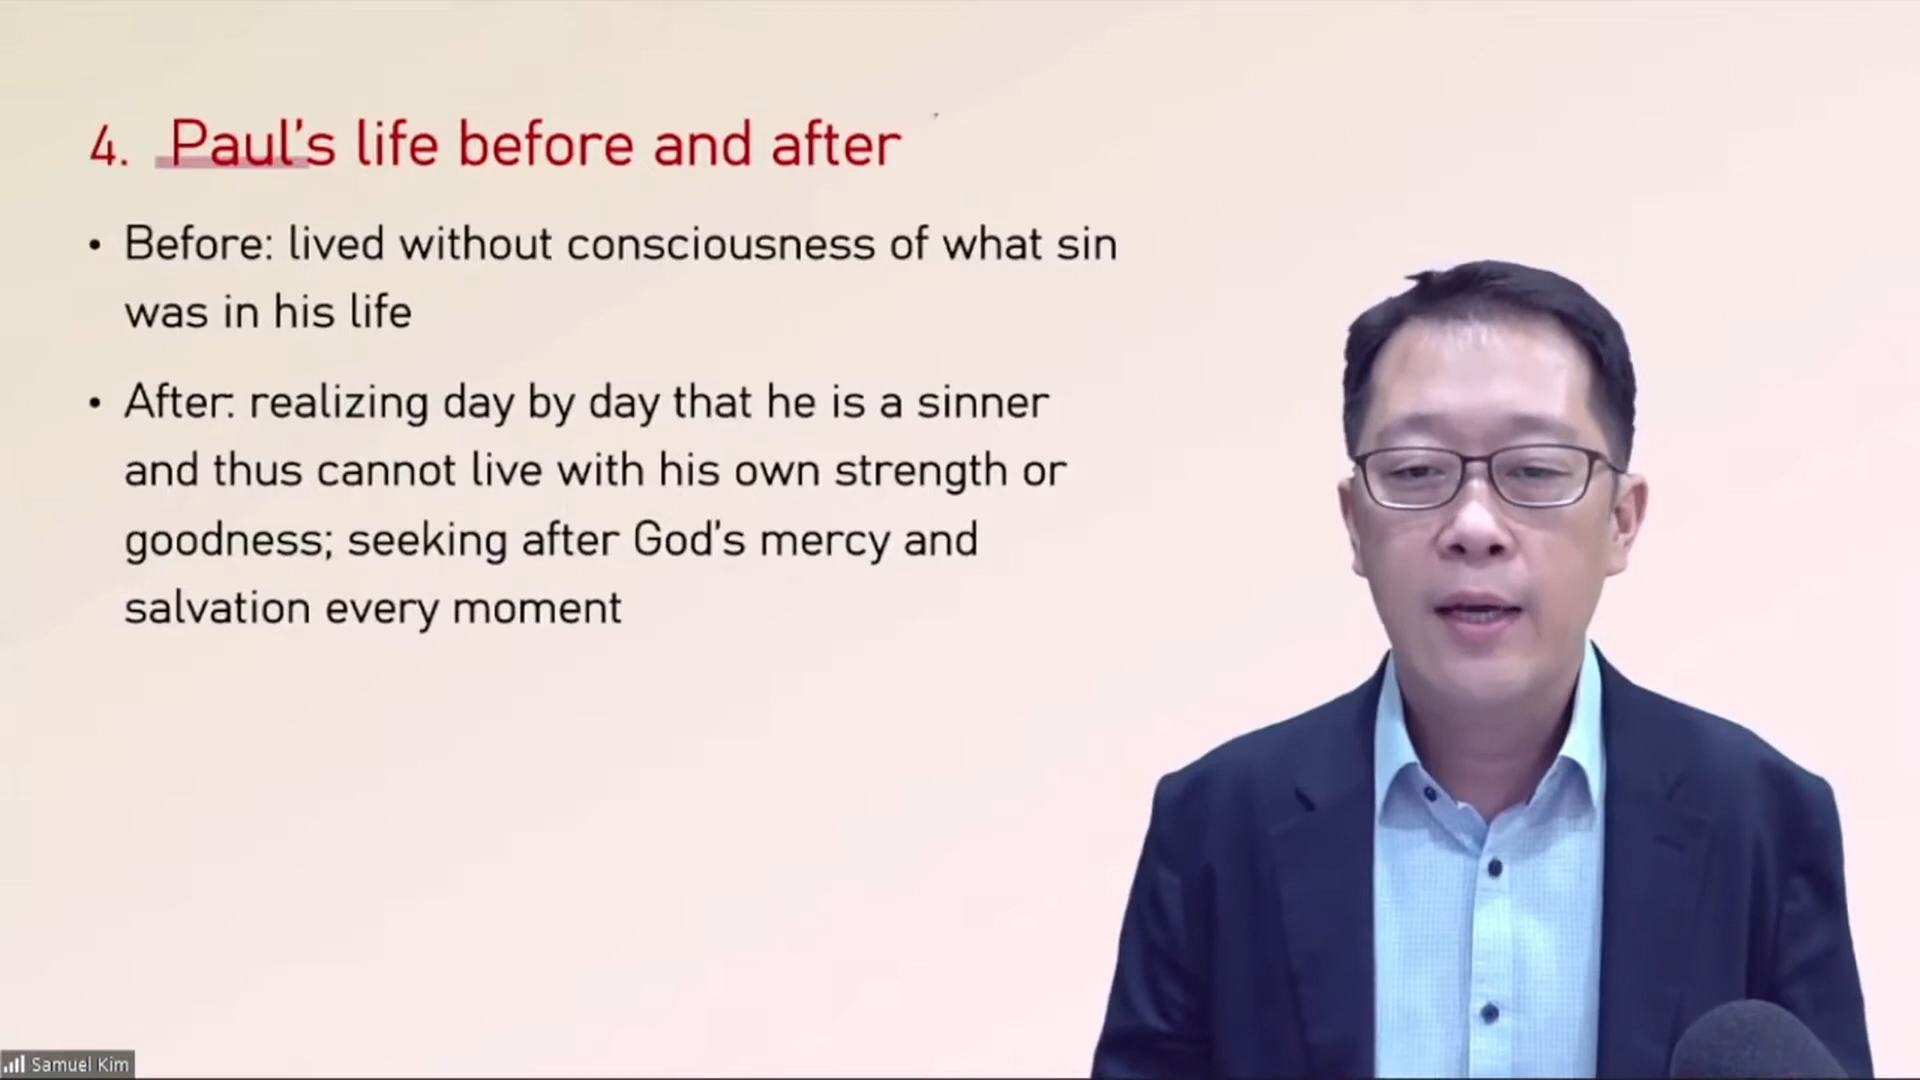 4. Paul's life before and after
• Before: lived without consciousness of what sin
was in his life
• After: realizing day by day that he is a sinner
and thus cannot live with his own strength or
goodness; seeking after God's mercy and
salvation every moment
Samuel Kim